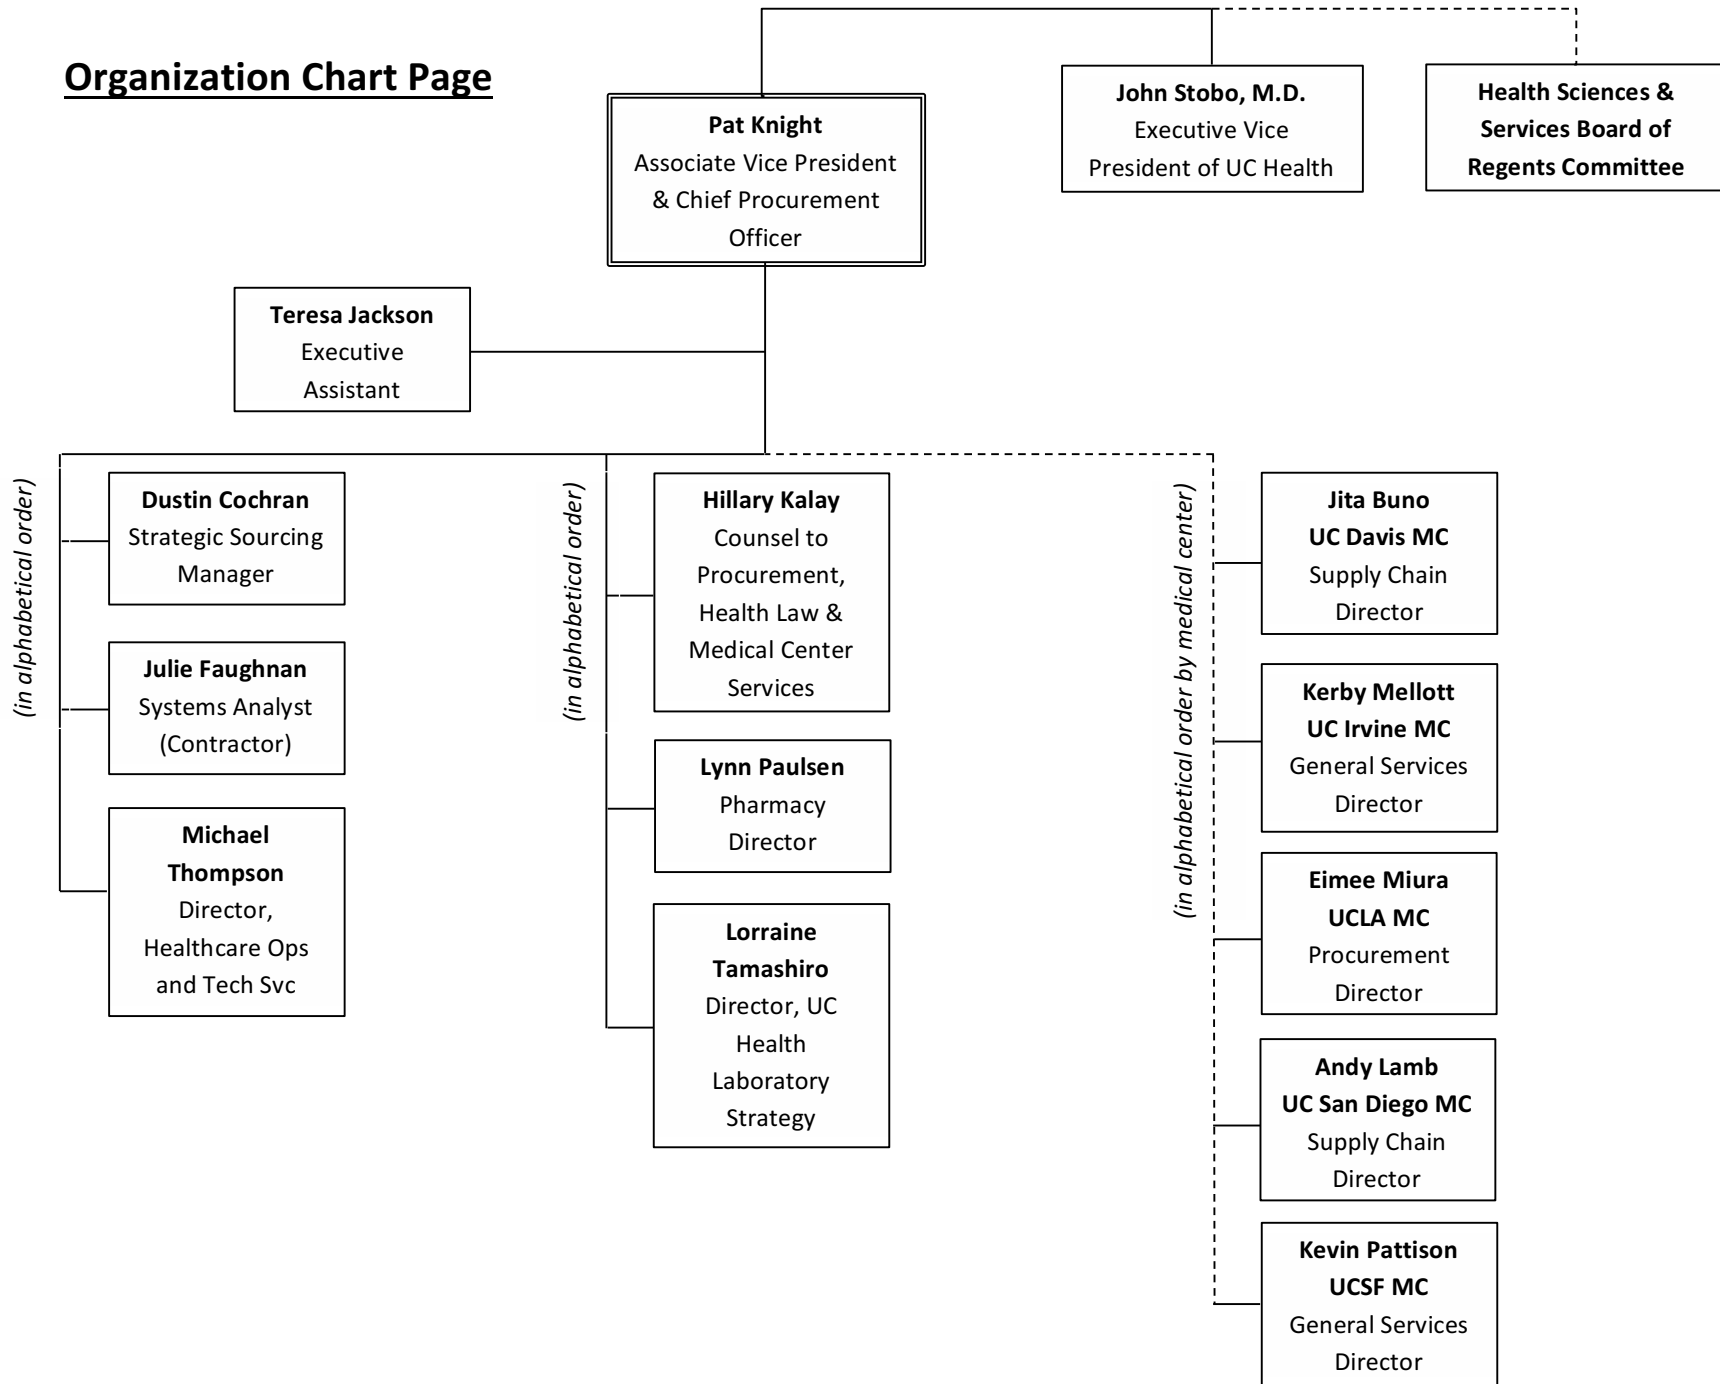 Organization Chart Page
Pat Knight
Associate Vice President
& Chief Procurement
Officer
John Stobo, M.D.
Executive Vice
President of UC Health
Health Sciences &
Services Board of
Regents Committee
Teresa Jackson
Executive
Assistant
(in alphabetical order)
Dustin Cochran
Strategic Sourcing
Manager
Julie Faughnan
Systems Analyst
(Contractor)
Michael
Thompson
Director,
Healthcare Ops
and Tech Svc
(in alphabetical order)
Hillary Kalay
Counsel to
Procurement,
Health Law &
Medical Center
Services
Lynn Paulsen
Pharmacy
Director
Lorraine
Tamashiro
Director, UC
Health
Laboratory
Strategy
(in alphabetical order by medical center)
Jita Buno
UC Davis MC
Supply Chain
Director
Kerby Mellott
UC Irvine MC
General Services
Director
Eimee Miura
UCLA MC
Procurement
Director
Andy Lamb
UC San Diego MC
Supply Chain
Director
Kevin Pattison
UCSF MC
General Services
Director